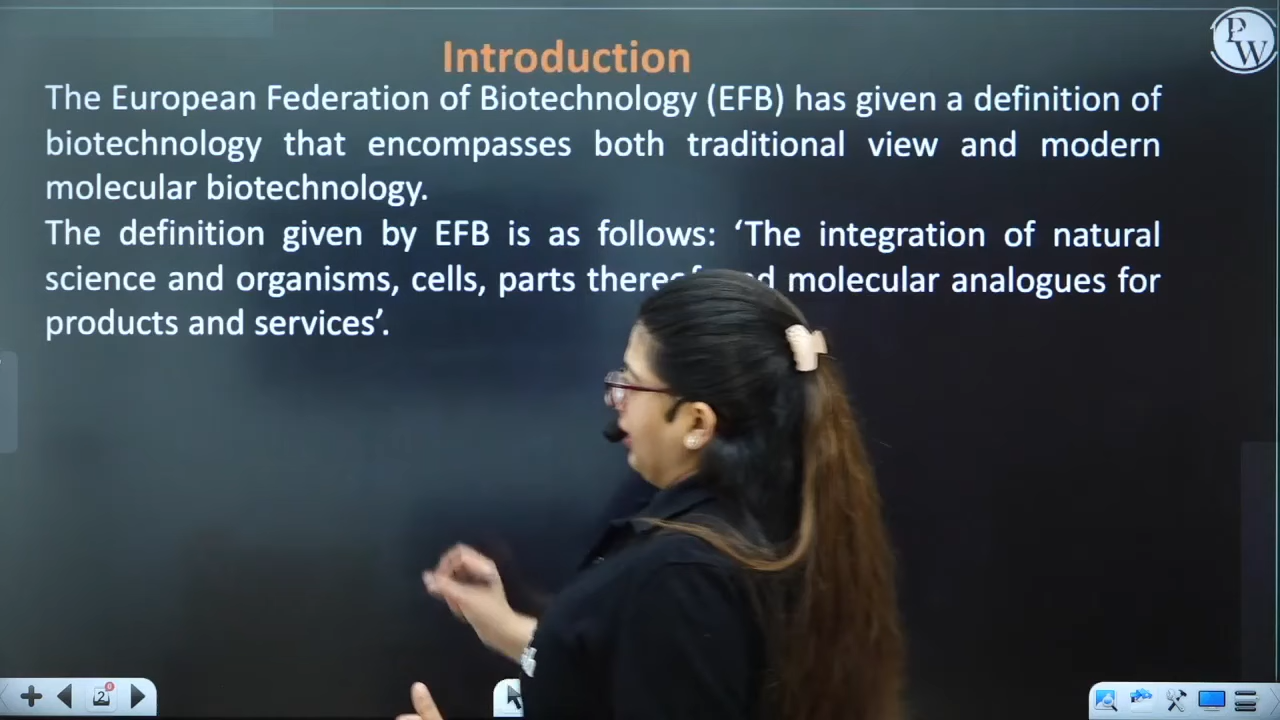 Introduction
PW
The European Federation of Biotechnology (EFB) has given a definition of
biotechnology that encompasses both traditional view and modern
molecular biotechnology.
The definition given by EFB is as follows: ‘The integration of natural
science and organisms, cells, parts molecular analogues for
products and services’.
2